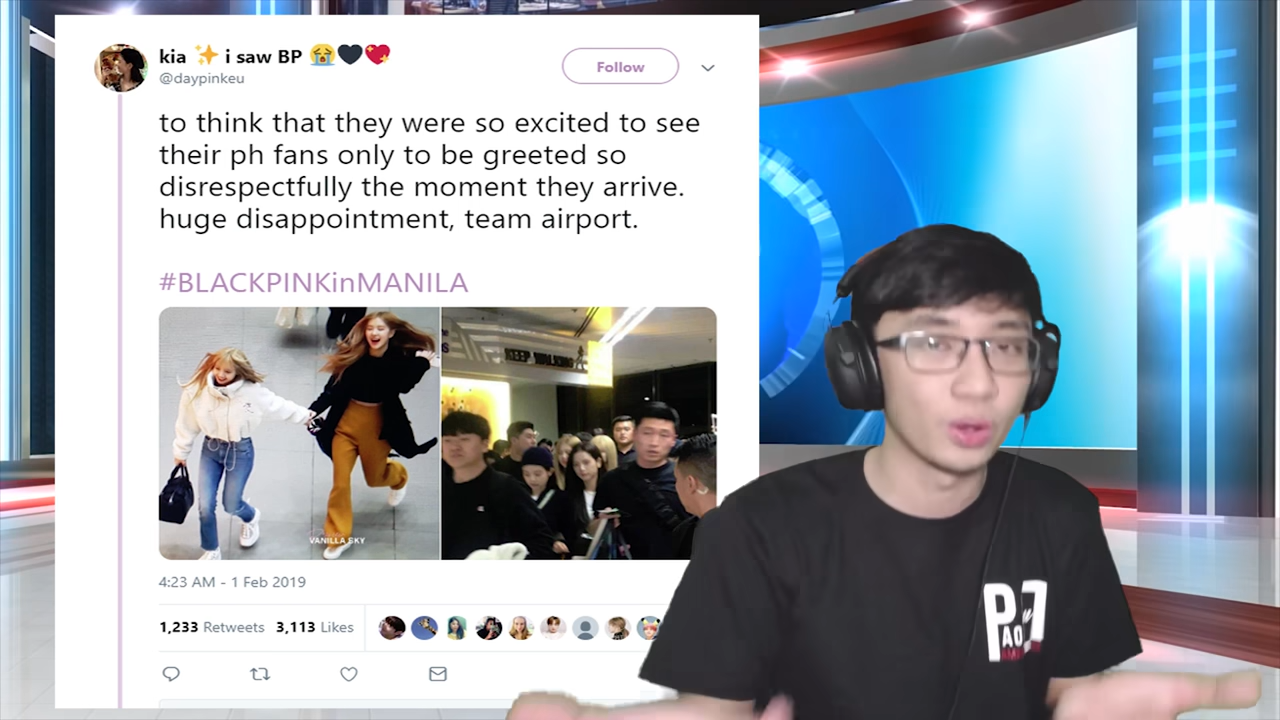 kia ✨ i saw BP 😭🖤💖
@daypinkeu
Follow
to think that they were so excited to see
their ph fans only to be greeted so
disrespectfully the moment they arrive.
huge disappointment, team airport.
#BLACKPINKinMANILA
KEEP WALKING
VANILLA SKY
4:23 AM - 1 Feb 2019
1,233 Retweets 3,113 Likes